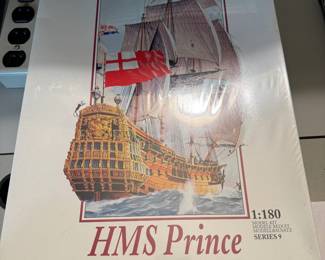 HMS Prince
1:180
MODEL KIT
MODELE REDUIT
MODELLBAUSATZ
SERIES 9